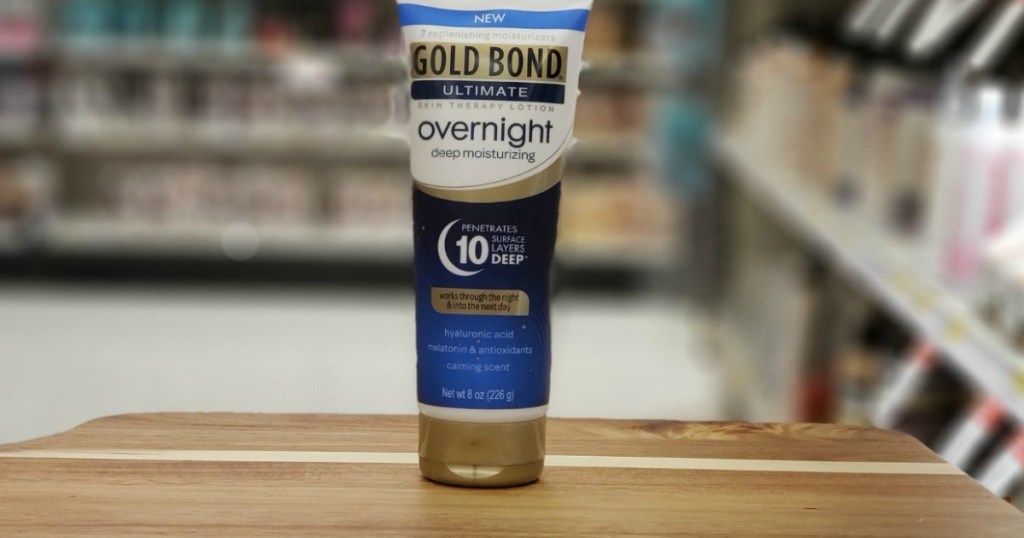 NEW
7 replenishing moisturizers
GOLD BOND.
ULTIMATE
SKIN THERAPY LOTION
overnight
deep moisturizing
PENETRATES
10 SURFACE
LAYERS
DEEP*
works through the night
& into the next day
hyaluronic acid
melatonin & antioxidants
calming scent
Net wt 8 oz (226 g)